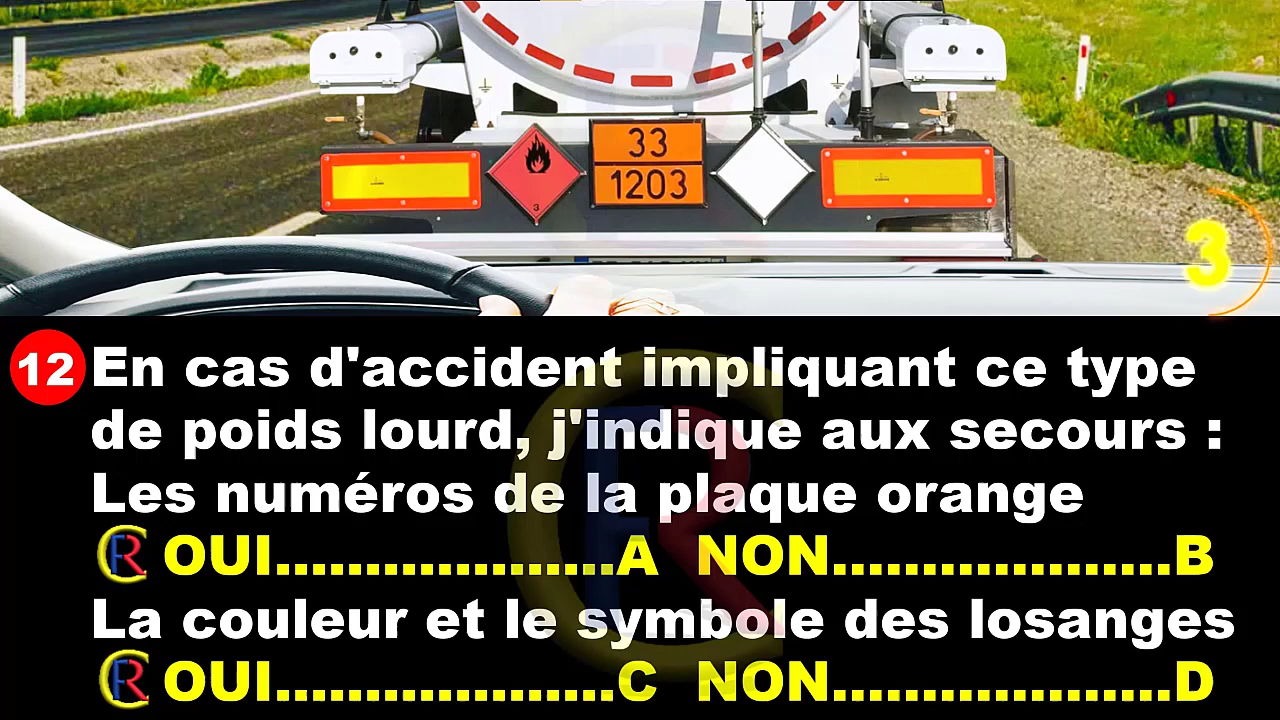 33
1203
3
3
12 En cas d'accident impliquant ce type
de poids lourd, j'indique aux secours :
Les numéros de la plaque orange
OUI...................A NON...................B
La couleur et le symbole des losanges
OUI...................C NON...................D